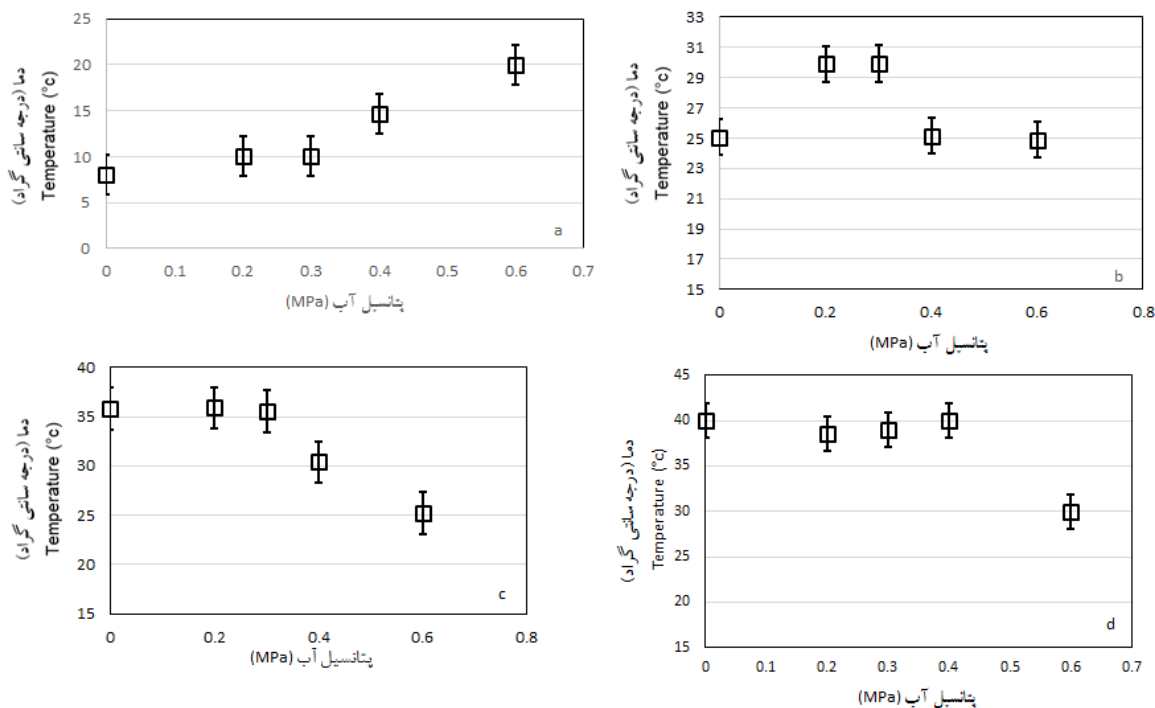 25
20
15
10
5
0
دما (درجه سانتی گراد)
Temperature (°c)
a
0 0.1 0.2 0.3 0.4 0.5 0.6 0.7
پتانسیل آب (MPa)
33
31
29
27
25
23
21
19
17
15
دما (درجه سانتی گراد)
Temperature (°c)
b
0 0.2 0.4 0.6 0.8
پتانسیل آب (MPa)
40
35
30
25
20
15
دما (درجه سانتی گراد)
Temperature (°c)
c
0 0.2 0.4 0.6 0.8
پتانسیل آب (MPa)
45
40
35
30
25
20
15
دما (درجه سانتی گراد)
Temperature (°c)
d
0 0.1 0.2 0.3 0.4 0.5 0.6 0.7
پتانسیل آب (MPa)